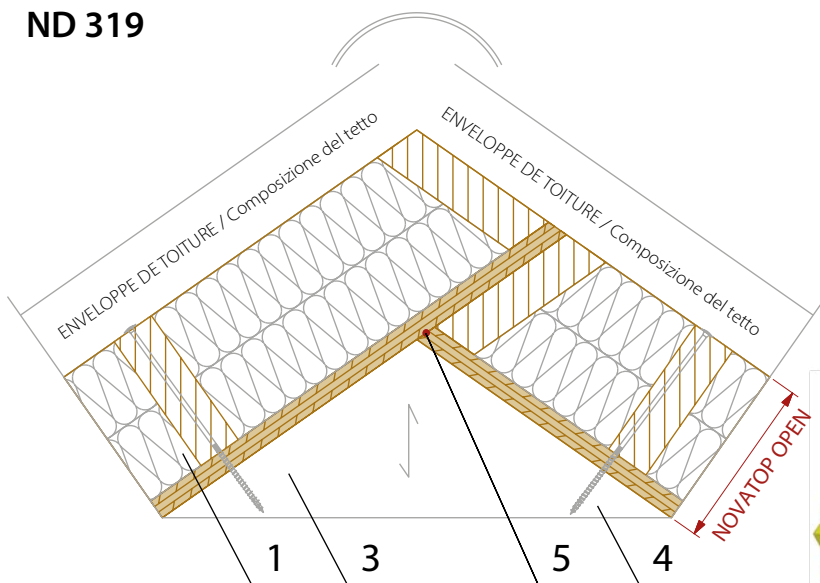 ND 319
ENVELOPPE DE TOITURE / Composizione del tetto
ENVELOPPE DE TOITURE / Composizione del tetto
NOVATOP OPEN
1
3
5
4